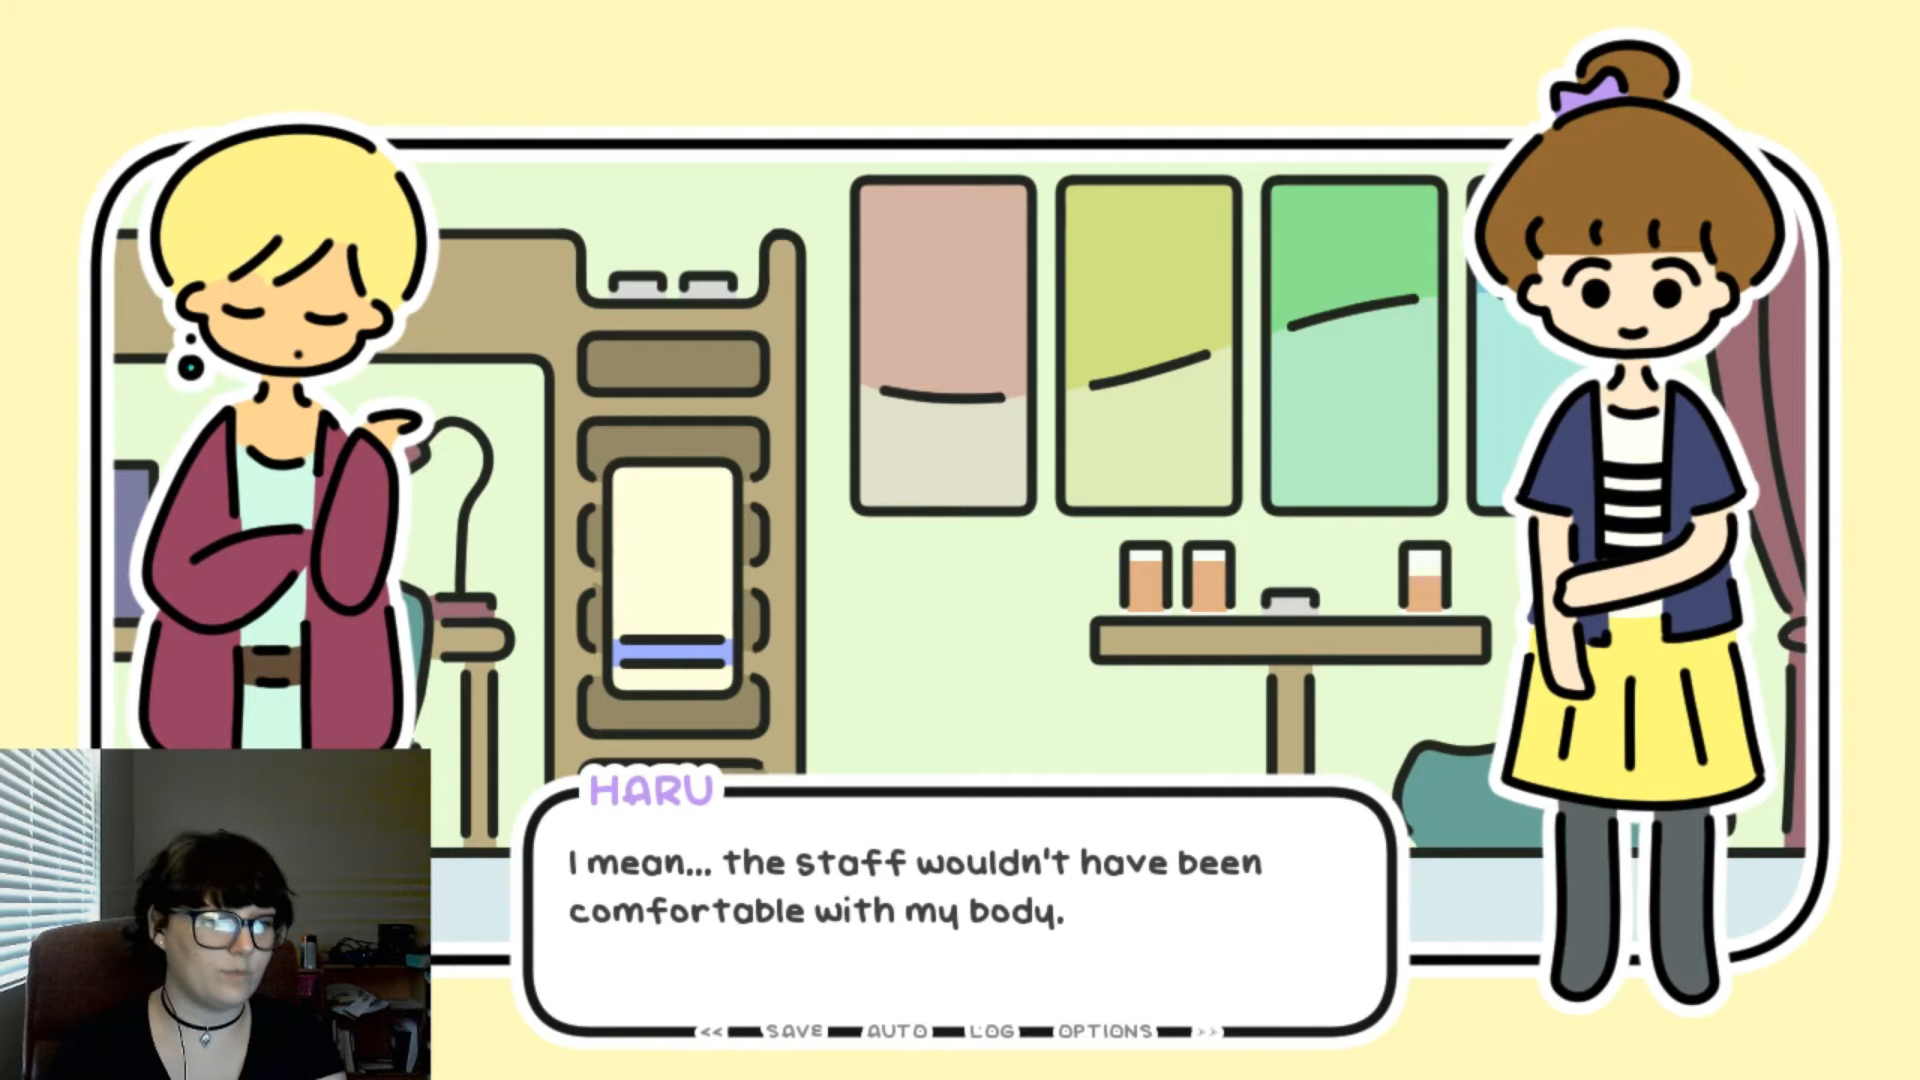 HARU
I mean... the staff wouldn't have been
comfortable with my body.
<< SAVE AUTO LOG OPTIONS >>